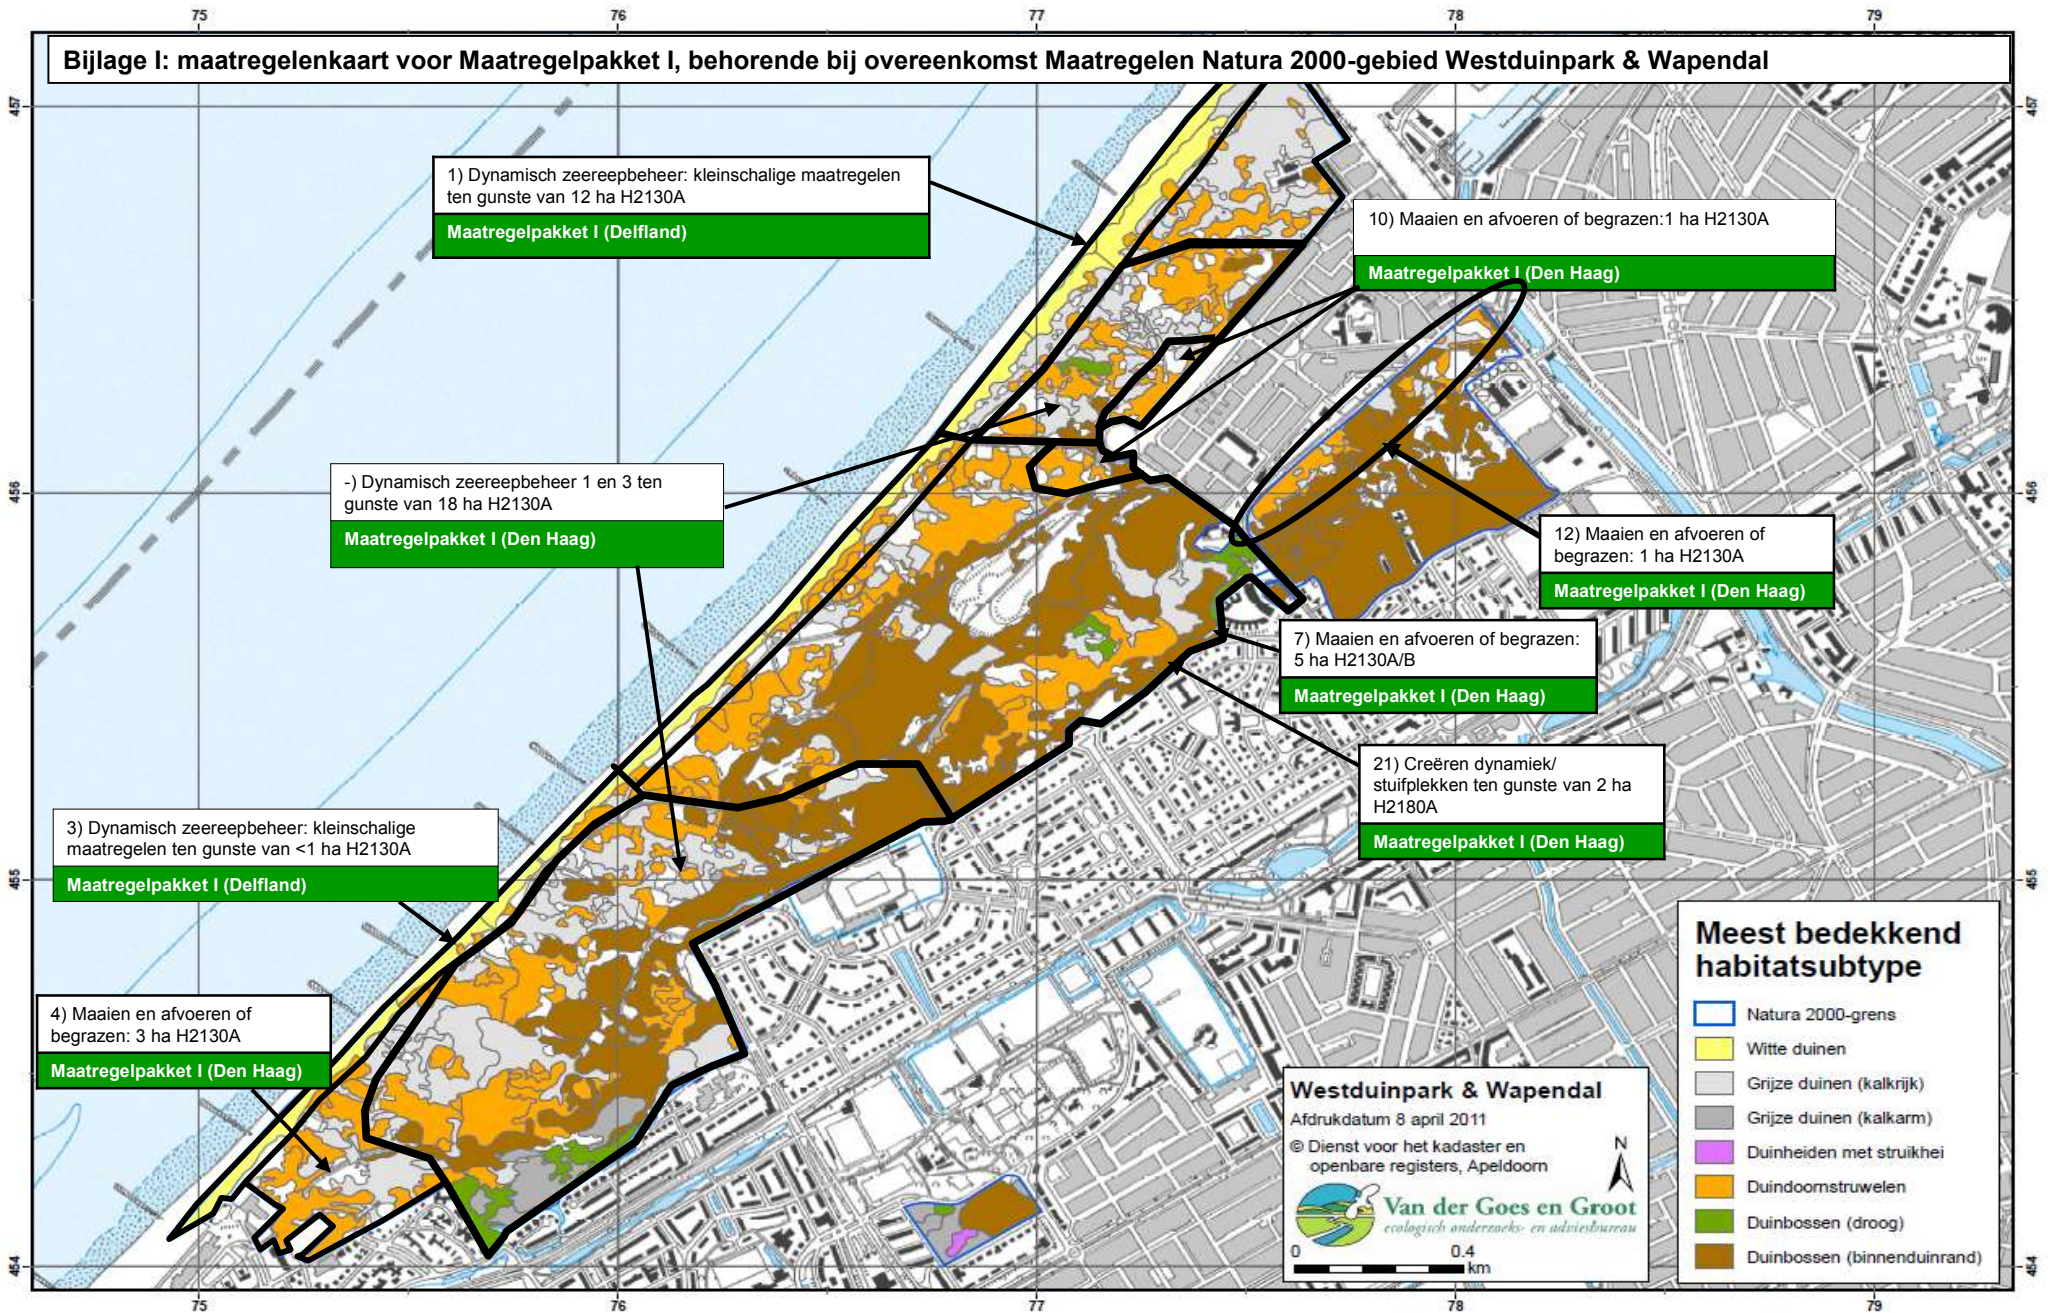 75 76 77 78 79
Bijlage I: maatregelenkaart voor Maatregelpakket I, behorende bij overeenkomst Maatregelen Natura 2000-gebied Westduinpark & Wapendal
457 457
1) Dynamisch zeereepbeheer: kleinschalige maatregelen
ten gunste van 12 ha H2130A
Maatregelpakket I (Delfland)
10) Maaien en afvoeren of begrazen:1 ha H2130A
Maatregelpakket I (Den Haag)
-) Dynamisch zeereepbeheer 1 en 3 ten
gunste van 18 ha H2130A
Maatregelpakket I (Den Haag)
456 456
12) Maaien en afvoeren of
begrazen: 1 ha H2130A
Maatregelpakket I (Den Haag)
7) Maaien en afvoeren of begrazen:
5 ha H2130A/B
Maatregelpakket I (Den Haag)
21) Creëren dynamiek/
stuifplekken ten gunste van 2 ha
H2180A
Maatregelpakket I (Den Haag)
3) Dynamisch zeereepbeheer: kleinschalige
maatregelen ten gunste van <1 ha H2130A
Maatregelpakket I (Delfland)
455 455
4) Maaien en afvoeren of
begrazen: 3 ha H2130A
Maatregelpakket I (Den Haag)
Meest bedekkend
habitatsubtype
Natura 2000-grens
Witte duinen
Grijze duinen (kalkrijk)
Grijze duinen (kalkarm)
Duinheiden met struikhei
Duindoornstruwelen
Duinbossen (droog)
Duinbossen (binnenduinrand)
Westduinpark & Wapendal
Afdrukdatum 8 april 2011
© Dienst voor het kadaster en
openbare registers, Apeldoorn
N
Van der Goes en Groot
ecologisch onderzoeks- en adviesbureau
0 0.4
km
454 454
75 76 77 78 79